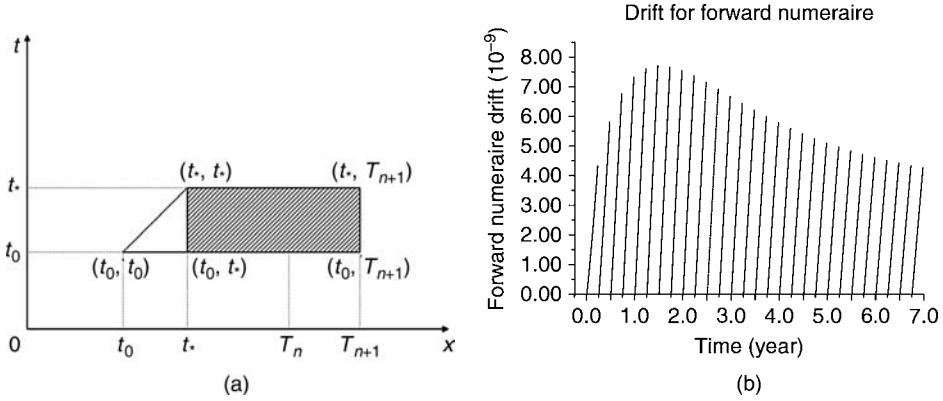 t
t*
t0
(t*, t*)
(t*, Tn+1)
(t0, t0)
(t0, t*)
(t0, Tn+1)
0
t0
t*
Tn
Tn+1
x
(a)
Drift for forward numeraire
Forward numeraire drift (10⁻⁹)
8.00
7.00
6.00
5.00
4.00
3.00
2.00
1.00
0.00
0.0 1.0 2.0 3.0 4.0 5.0 6.0 7.0
Time (year)
(b)